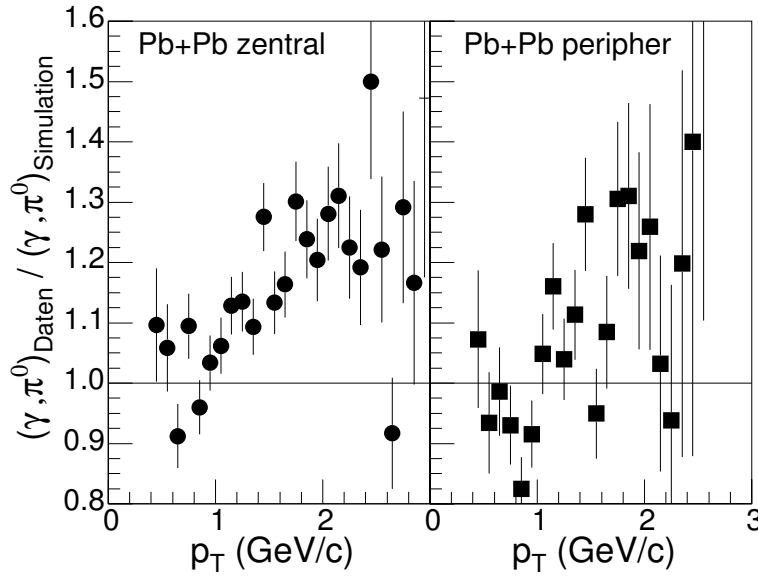 Pb+Pb zentral
Pb+Pb peripher
(γ,π⁰)Daten / (γ,π⁰)Simulation
1.6
1.5
1.4
1.3
1.2
1.1
1.0
0.9
0.8
0 1 2 0 1 2 3
pT (GeV/c) pT (GeV/c)